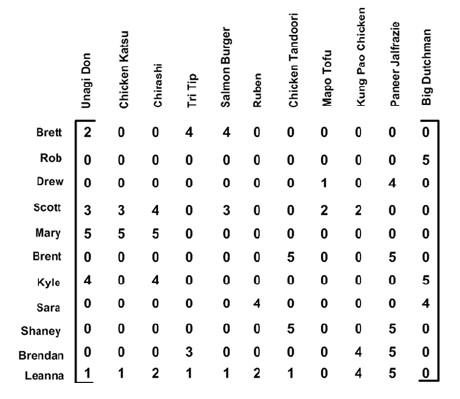 Unagi Don
Chicken Katsu
Chirashi
Tri Tip
Salmon Burger
Ruben
Chicken Tandoori
Mapo Tofu
Kung Pao Chicken
Paneer Jalfrazie
Big Dutchman
Brett 2 0 0 4 4 0 0 0 0 0 0
Rob 0 0 0 0 0 0 0 0 0 0 5
Drew 0 0 0 0 0 0 0 1 0 4 0
Scott 3 3 4 0 3 0 0 2 2 0 0
Mary 5 5 5 0 0 0 0 0 0 0 0
Brent 0 0 0 0 0 0 5 0 0 5 0
Kyle 4 0 4 0 0 0 0 0 0 0 5
Sara 0 0 0 0 0 4 0 0 0 0 4
Shaney 0 0 0 0 0 0 5 0 0 5 0
Brendan 0 0 0 3 0 0 0 0 4 5 0
Leanna 1 1 2 1 1 2 1 0 4 5 0